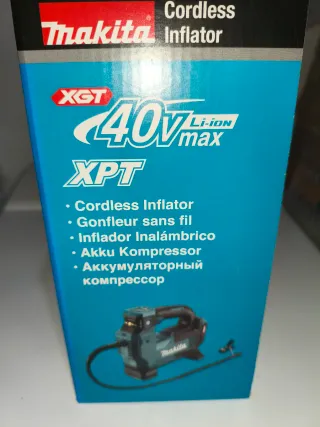 makita
Cordless
Inflator
XGT
40v Li-ion
max
XPT
· Cordless Inflator
· Gonfleur sans fil
· Inflador Inalámbrico
· Akku Kompressor
· Аккумуляторный
компрессор